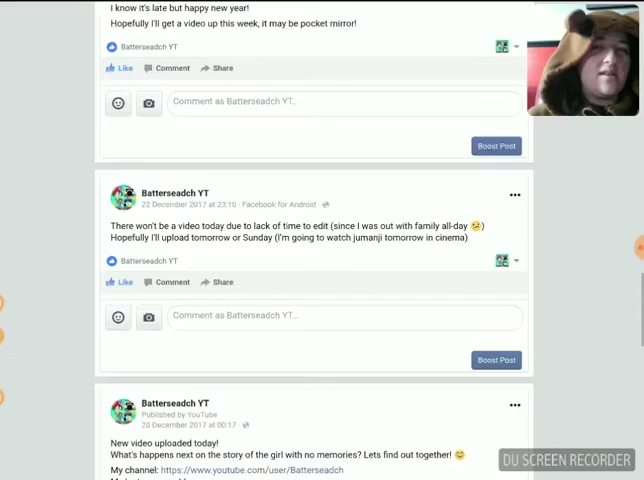 I know it's late but happy new year!
Hopefully I'll get a video up this week, it may be pocket mirror!
Batterseadch YT
Like Comment Share
Comment as Batterseadch YT...
Boost Post
Batterseadch YT
22 December 2017 at 23:10 · Facebook for Android ·
There won't be a video today due to lack of time to edit (since I was out with family all-day 😢)
Hopefully I'll upload tomorrow or Sunday (I'm going to watch jumanji tomorrow in cinema)
Batterseadch YT
Like Comment Share
Comment as Batterseadch YT...
Boost Post
Batterseadch YT
Published by YouTube
20 December 2017 at 00:17 ·
New video uploaded today!
What's happens next on the story of the girl with no memories? Lets find out together! 😊
My channel: https://www.youtube.com/user/Batterseadch
DU SCREEN RECORDER